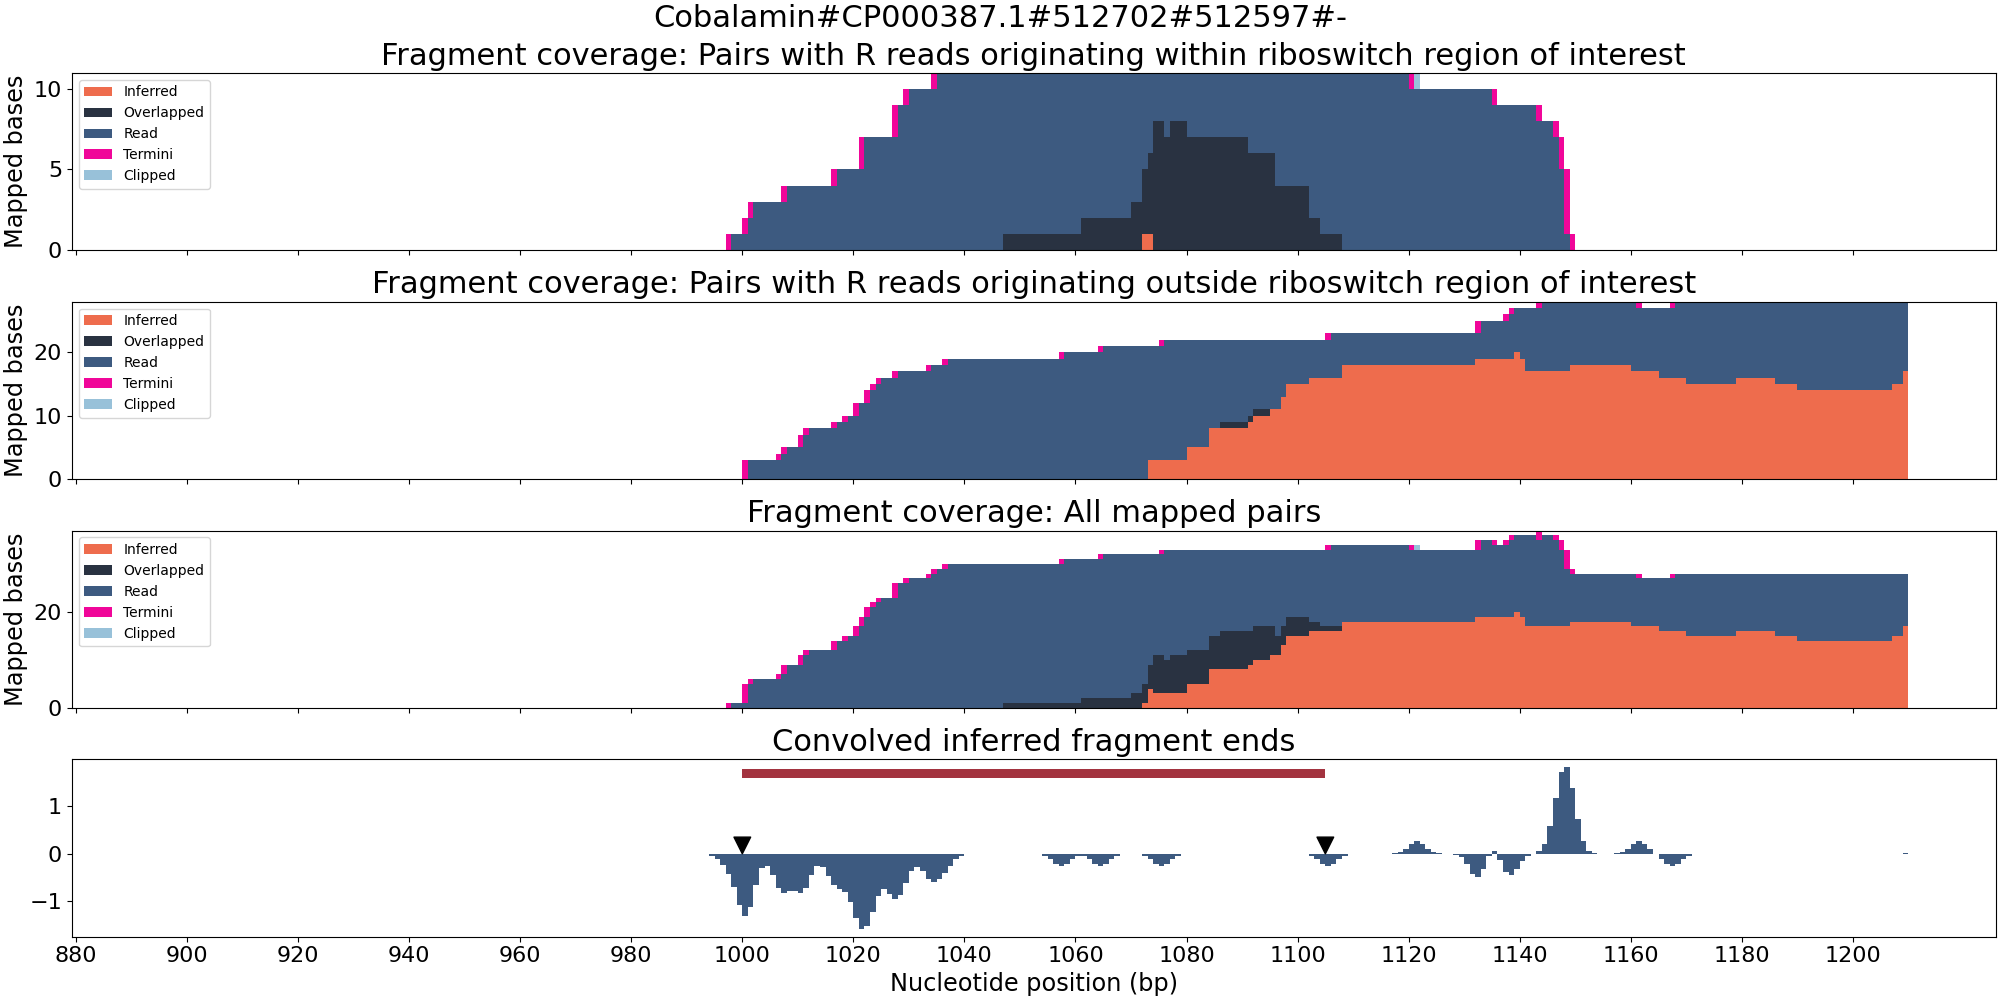 Cobalamin#CP000387.1#512702#512597#-
Fragment coverage: Pairs with R reads originating within riboswitch region of interest
Mapped bases
10
5
0
Inferred
Overlapped
Read
Termini
Clipped
Fragment coverage: Pairs with R reads originating outside riboswitch region of interest
Mapped bases
20
10
0
Inferred
Overlapped
Read
Termini
Clipped
Fragment coverage: All mapped pairs
Mapped bases
20
0
Inferred
Overlapped
Read
Termini
Clipped
Convolved inferred fragment ends
1
0
−1
880 900 920 940 960 980 1000 1020 1040 1060 1080 1100 1120 1140 1160 1180 1200
Nucleotide position (bp)